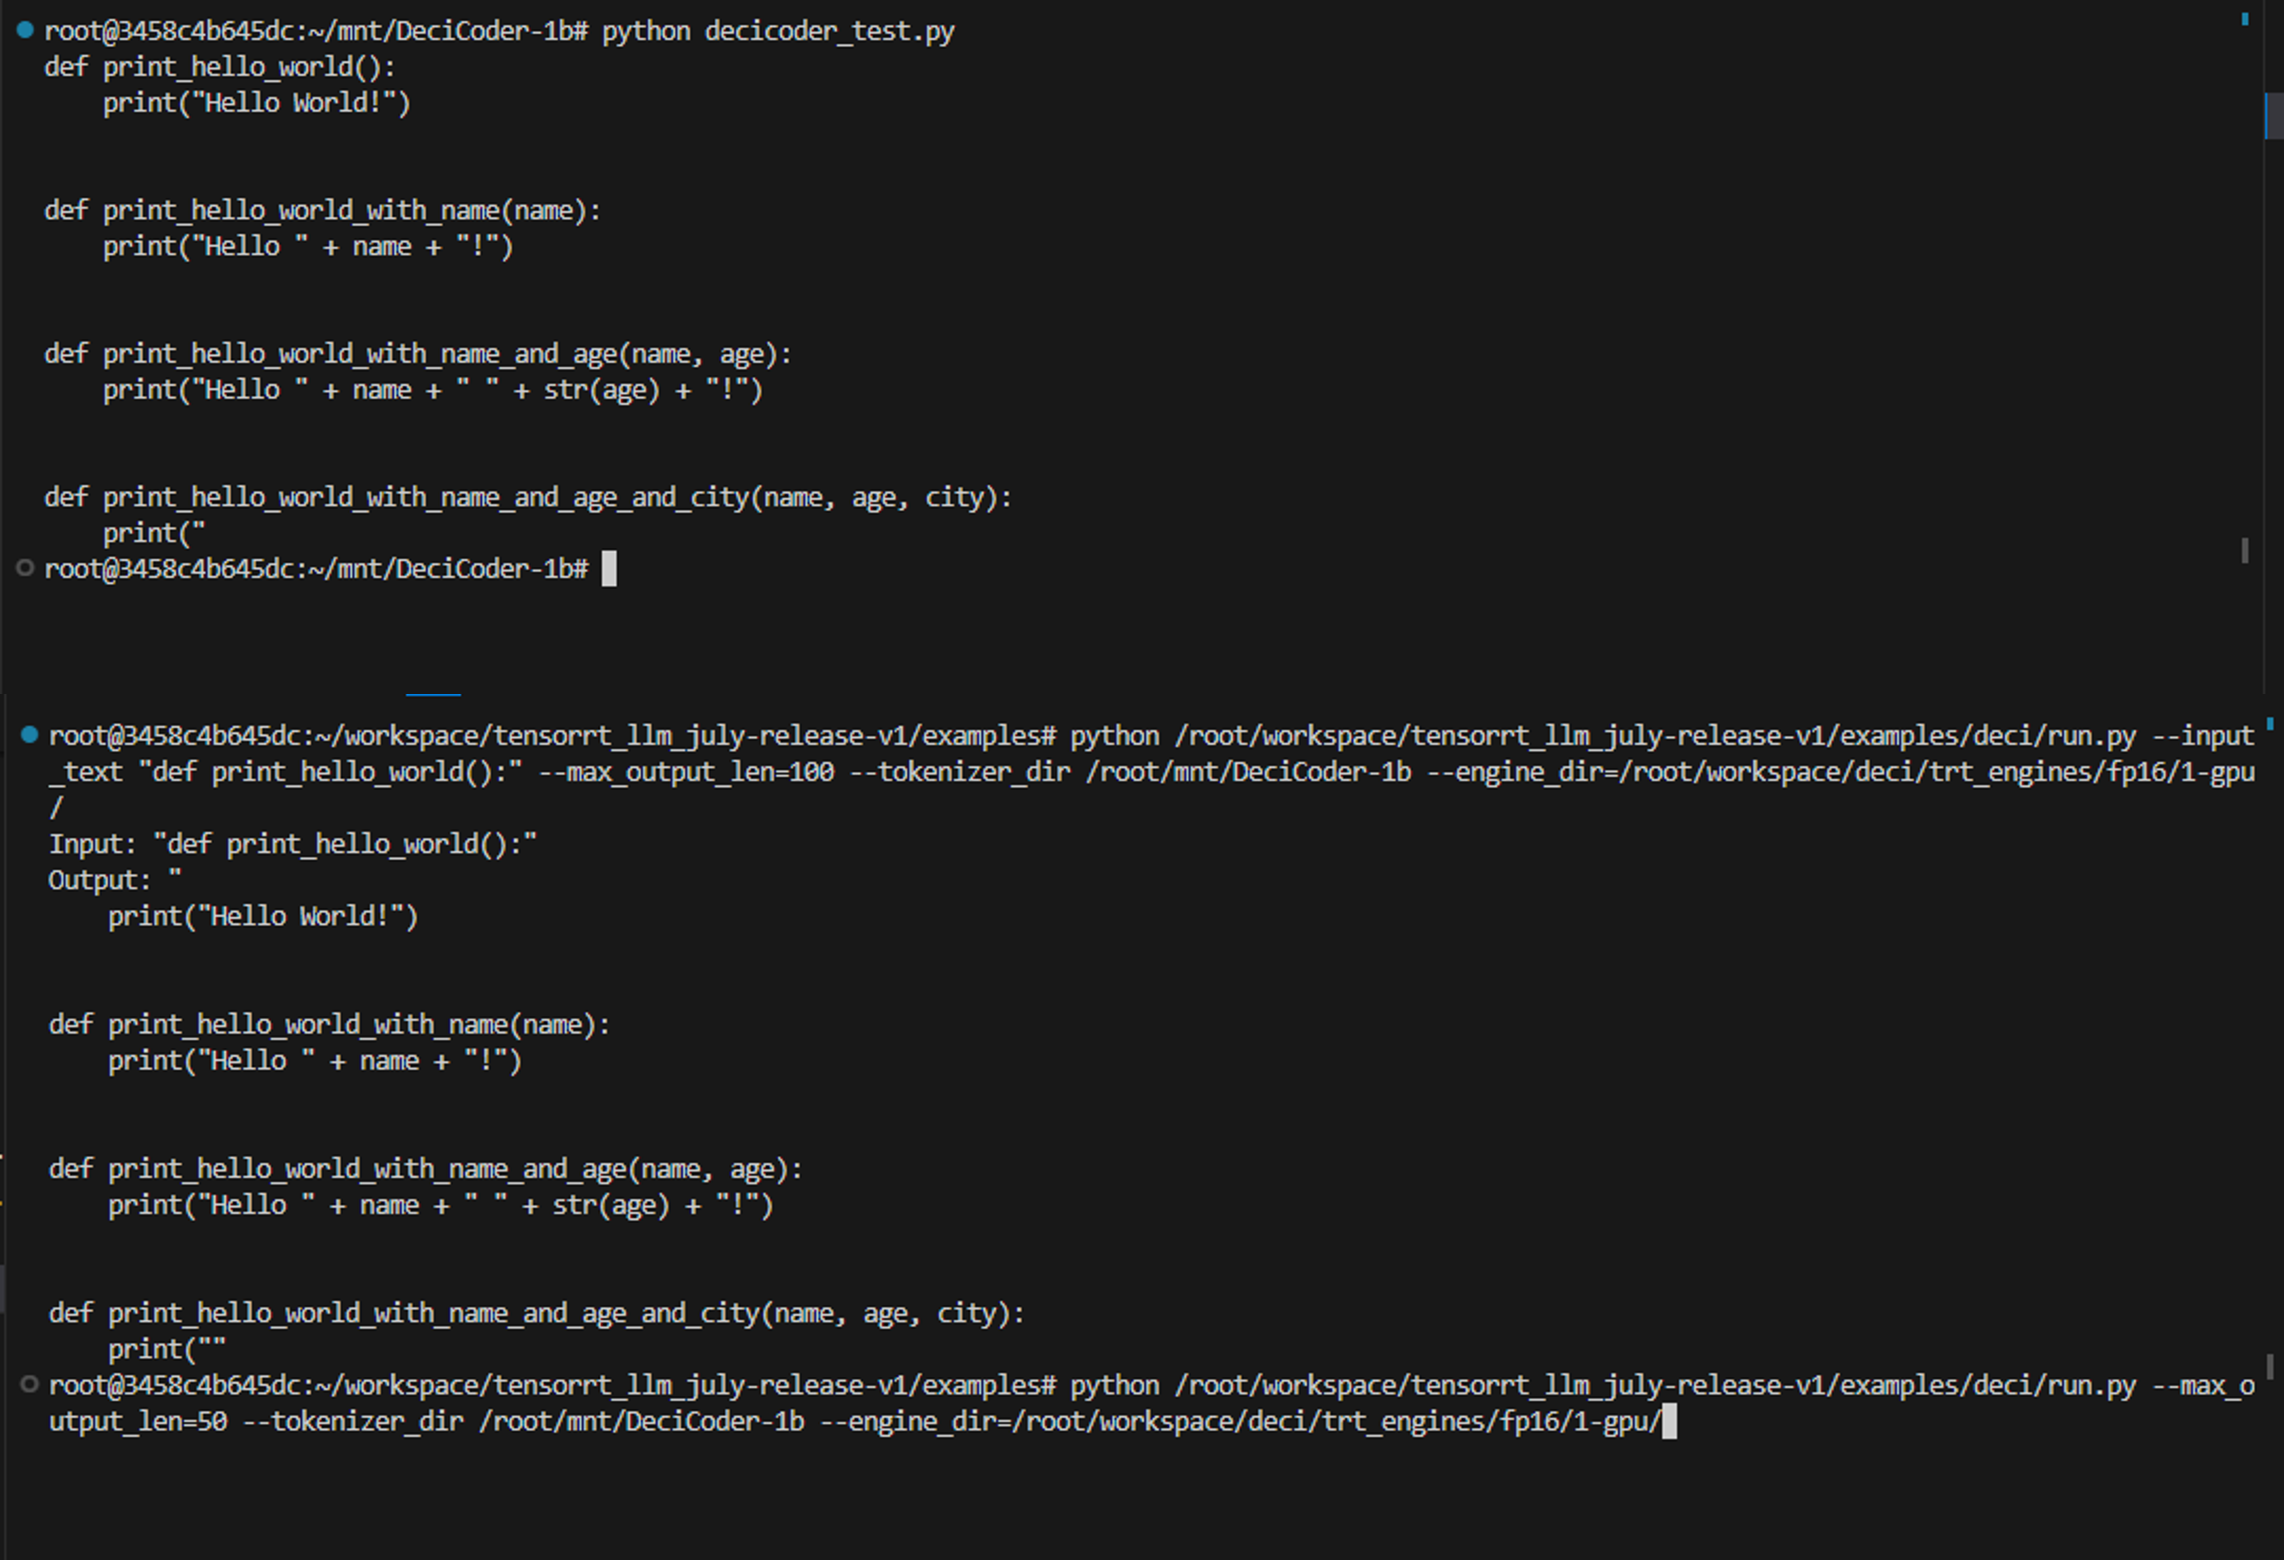 root@3458c4b645dc:~/mnt/DeciCoder-1b# python decicoder_test.py
def print_hello_world():
    print("Hello World!")
def print_hello_world_with_name(name):
    print("Hello " + name + "!")
def print_hello_world_with_name_and_age(name, age):
    print("Hello " + name + " " + str(age) + "!")
def print_hello_world_with_name_and_age_and_city(name, age, city):
    print("
root@3458c4b645dc:~/mnt/DeciCoder-1b#
root@3458c4b645dc:~/workspace/tensorrt_llm_july-release-v1/examples# python /root/workspace/tensorrt_llm_july-release-v1/examples/deci/run.py --input
_text "def print_hello_world():" --max_output_len=100 --tokenizer_dir /root/mnt/DeciCoder-1b --engine_dir=/root/workspace/deci/trt_engines/fp16/1-gpu
/
Input: "def print_hello_world():"
Output: "
    print("Hello World!")
def print_hello_world_with_name(name):
    print("Hello " + name + "!")
def print_hello_world_with_name_and_age(name, age):
    print("Hello " + name + " " + str(age) + "!")
def print_hello_world_with_name_and_age_and_city(name, age, city):
    print(""
root@3458c4b645dc:~/workspace/tensorrt_llm_july-release-v1/examples# python /root/workspace/tensorrt_llm_july-release-v1/examples/deci/run.py --max_o
utput_len=50 --tokenizer_dir /root/mnt/DeciCoder-1b --engine_dir=/root/workspace/deci/trt_engines/fp16/1-gpu/